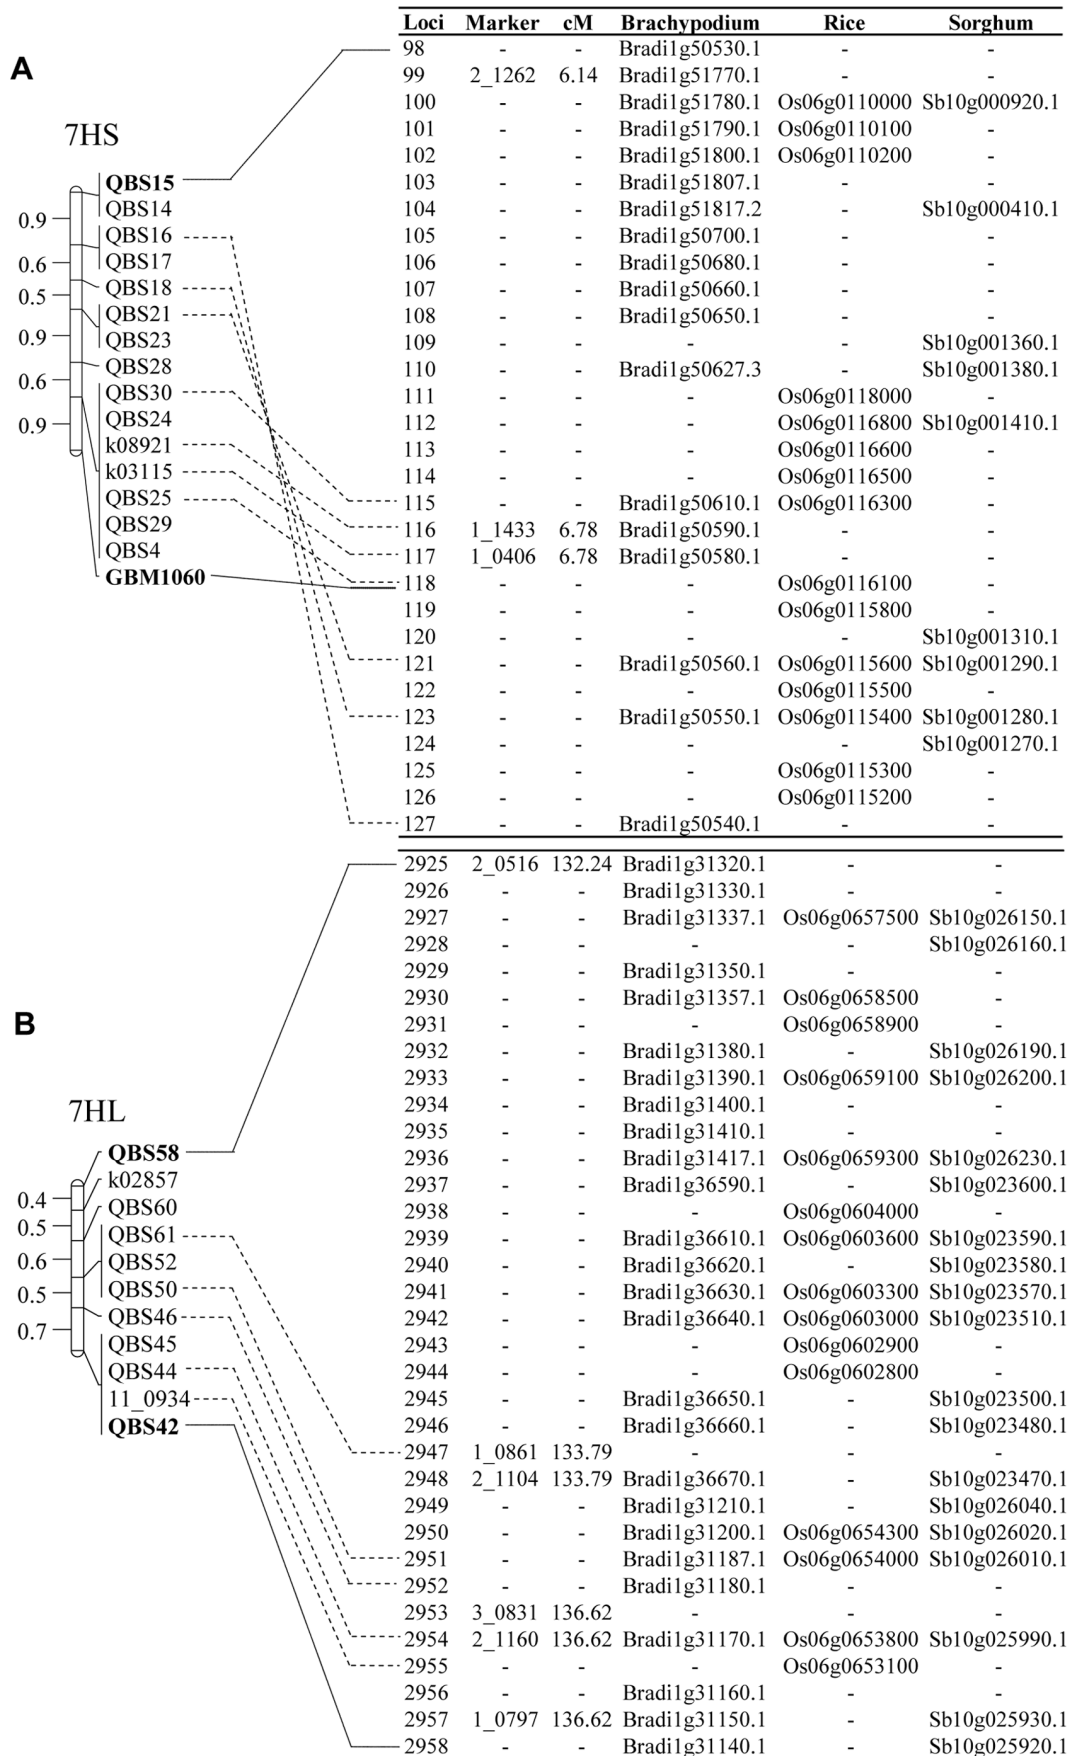 Loci Marker cM Brachypodium Rice Sorghum
98 - - Bradi1g50530.1 - -
99 2_1262 6.14 Bradi1g51770.1 - -
100 - - Bradi1g51780.1 Os06g0110000 Sb10g000920.1
101 - - Bradi1g51790.1 Os06g0110100 -
102 - - Bradi1g51800.1 Os06g0110200 -
103 - - Bradi1g51807.1 - -
104 - - Bradi1g51817.2 - Sb10g000410.1
105 - - Bradi1g50700.1 - -
106 - - Bradi1g50680.1 - -
107 - - Bradi1g50660.1 - -
108 - - Bradi1g50650.1 - -
109 - - - - Sb10g001360.1
110 - - Bradi1g50627.3 - Sb10g001380.1
111 - - - Os06g0118000 -
112 - - - Os06g0116800 Sb10g001410.1
113 - - - Os06g0116600 -
114 - - - Os06g0116500 -
115 - - Bradi1g50610.1 Os06g0116300 -
116 1_1433 6.78 Bradi1g50590.1 - -
117 1_0406 6.78 Bradi1g50580.1 - -
118 - - - Os06g0116100 -
119 - - - Os06g0115800 -
120 - - - - Sb10g001310.1
121 - - Bradi1g50560.1 Os06g0115600 Sb10g001290.1
122 - - - Os06g0115500 -
123 - - Bradi1g50550.1 Os06g0115400 Sb10g001280.1
124 - - - - Sb10g001270.1
125 - - - Os06g0115300 -
126 - - - Os06g0115200 -
127 - - Bradi1g50540.1 - -
A
7HS
QBS15
QBS14
QBS16
QBS17
QBS18
QBS21
QBS23
QBS28
QBS30
QBS24
k08921
k03115
QBS25
QBS29
QBS4
GBM1060
0.9
0.6
0.5
0.9
0.6
0.9
2925 2_0516 132.24 Bradi1g31320.1 - -
2926 - - Bradi1g31330.1 - -
2927 - - Bradi1g31337.1 Os06g0657500 Sb10g026150.1
2928 - - - - Sb10g026160.1
2929 - - Bradi1g31350.1 - -
2930 - - Bradi1g31357.1 Os06g0658500 -
2931 - - - Os06g0658900 -
2932 - - Bradi1g31380.1 - Sb10g026190.1
2933 - - Bradi1g31390.1 Os06g0659100 Sb10g026200.1
2934 - - Bradi1g31400.1 - -
2935 - - Bradi1g31410.1 - -
2936 - - Bradi1g31417.1 Os06g0659300 Sb10g026230.1
2937 - - Bradi1g36590.1 - Sb10g023600.1
2938 - - - Os06g0604000 -
2939 - - Bradi1g36610.1 Os06g0603600 Sb10g023590.1
2940 - - Bradi1g36620.1 - Sb10g023580.1
2941 - - Bradi1g36630.1 Os06g0603300 Sb10g023570.1
2942 - - Bradi1g36640.1 Os06g0603000 Sb10g023510.1
2943 - - - Os06g0602900 -
2944 - - - Os06g0602800 -
2945 - - Bradi1g36650.1 - Sb10g023500.1
2946 - - Bradi1g36660.1 - Sb10g023480.1
2947 1_0861 133.79 - - -
2948 2_1104 133.79 Bradi1g36670.1 - Sb10g023470.1
2949 - - Bradi1g31210.1 - Sb10g026040.1
2950 - - Bradi1g31200.1 Os06g0654300 Sb10g026020.1
2951 - - Bradi1g31187.1 Os06g0654000 Sb10g026010.1
2952 - - Bradi1g31180.1 - -
2953 3_0831 136.62 - - -
2954 2_1160 136.62 Bradi1g31170.1 Os06g0653800 Sb10g025990.1
2955 - - - Os06g0653100 -
2956 - - Bradi1g31160.1 - -
2957 1_0797 136.62 Bradi1g31150.1 - Sb10g025930.1
2958 - - Bradi1g31140.1 - Sb10g025920.1
B
7HL
QBS58
k02857
QBS60
QBS61
QBS52
QBS50
QBS46
QBS45
QBS44
11_0934
QBS42
0.4
0.5
0.6
0.5
0.7